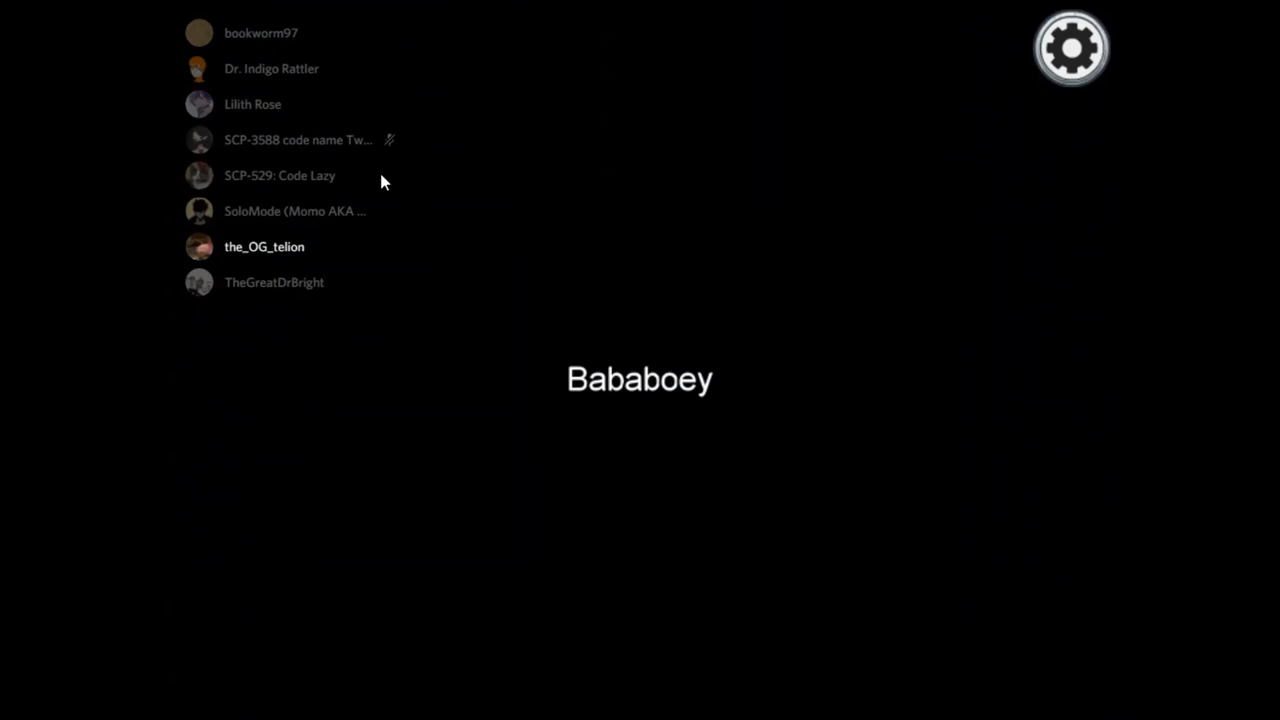 bookworm97
Dr. Indigo Rattler
Lilith Rose
SCP-3588 code name Tw...
SCP-529: Code Lazy
SoloMode (Momo AKA ...
the_OG_telion
TheGreatDrBright
Bababoey